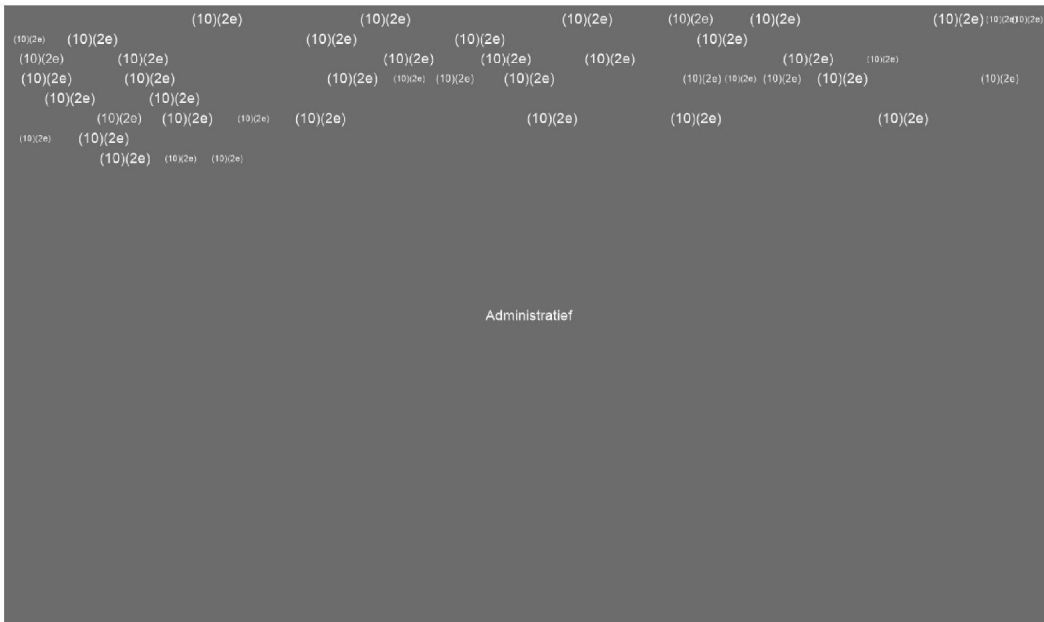 (10)(2e) (10)(2e) (10)(2e) (10)(2e) (10)(2e) (10)(2e) (10)(2e) (10)(2e)
(10)(2e) (10)(2e) (10)(2e) (10)(2e) (10)(2e)
(10)(2e) (10)(2e) (10)(2e) (10)(2e) (10)(2e) (10)(2e) (10)(2e)
(10)(2e) (10)(2e) (10)(2e) (10)(2e) (10)(2e) (10)(2e) (10)(2e) (10)(2e) (10)(2e) (10)(2e) (10)(2e)
(10)(2e) (10)(2e)
(10)(2e) (10)(2e) (10)(2e) (10)(2e) (10)(2e) (10)(2e) (10)(2e)
(10)(2e) (10)(2e)
(10)(2e) (10)(2e) (10)(2e)
Administratief